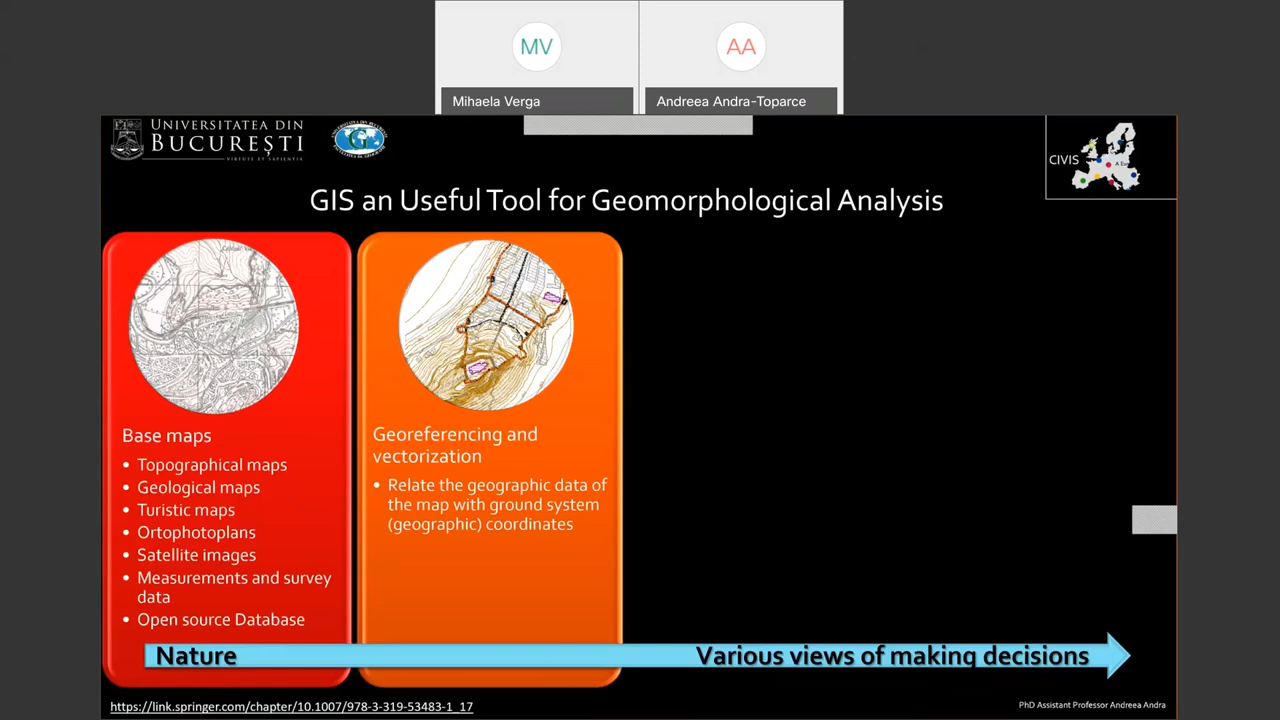 MV
AA
Mihaela Verga
Andreea Andra-Toparce
UNIVERSITATEA DIN
BUCUREȘTI
VIRTUTE ET SAPIENTIA
G
CIVIS
GIS an Useful Tool for Geomorphological Analysis
Base maps
• Topographical maps
• Geological maps
• Turistic maps
• Ortophotoplans
• Satellite images
• Measurements and survey
data
• Open source Database
Georeferencing and
vectorization
• Relate the geographic data of
the map with ground system
(geographic) coordinates
Nature
Various views of making decisions
https://link.springer.com/chapter/10.1007/978-3-319-53483-1_17
PhD Assistant Professor Andreea Andra